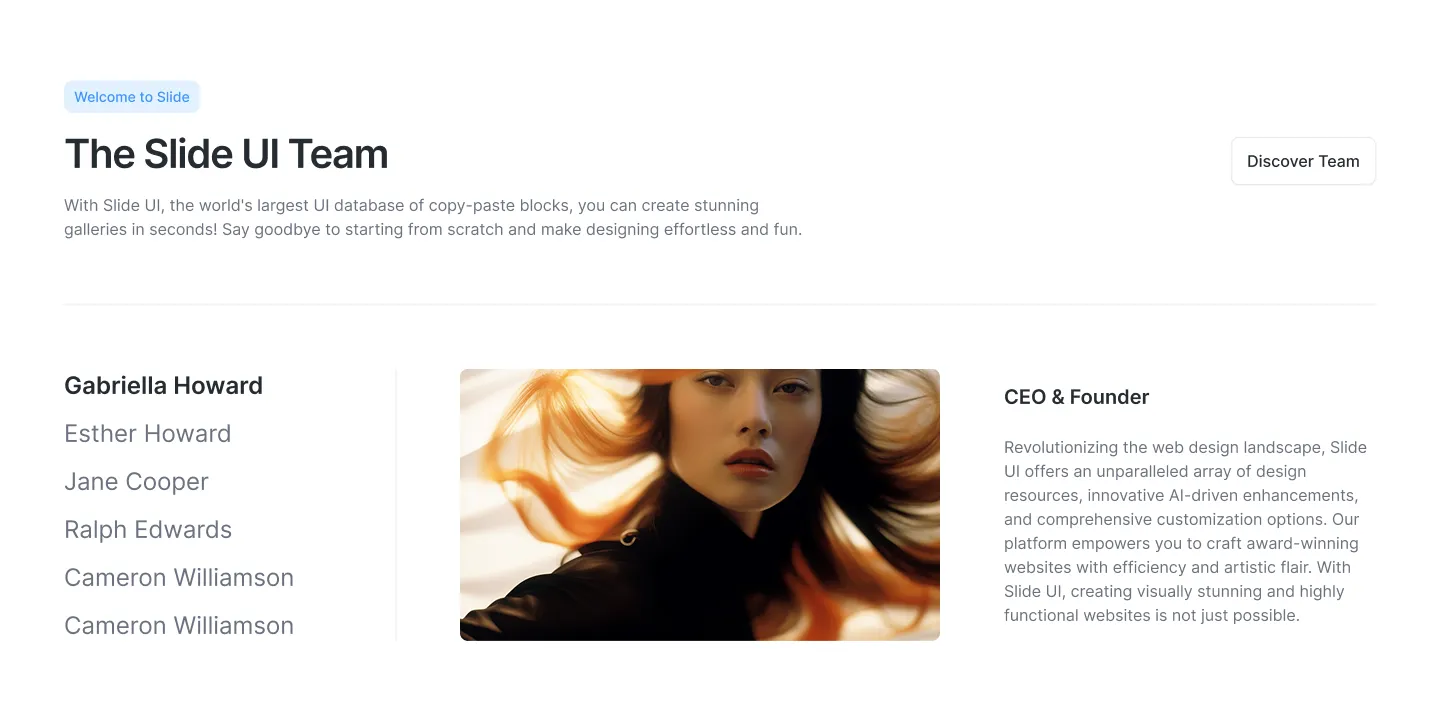 Welcome to Slide
The Slide UI Team
Discover Team
With Slide UI, the world's largest UI database of copy-paste blocks, you can create stunning
galleries in seconds! Say goodbye to starting from scratch and make designing effortless and fun.
Gabriella Howard
Esther Howard
Jane Cooper
Ralph Edwards
Cameron Williamson
Cameron Williamson
CEO & Founder
Revolutionizing the web design landscape, Slide
UI offers an unparalleled array of design
resources, innovative AI-driven enhancements,
and comprehensive customization options. Our
platform empowers you to craft award-winning
websites with efficiency and artistic flair. With
Slide UI, creating visually stunning and highly
functional websites is not just possible.